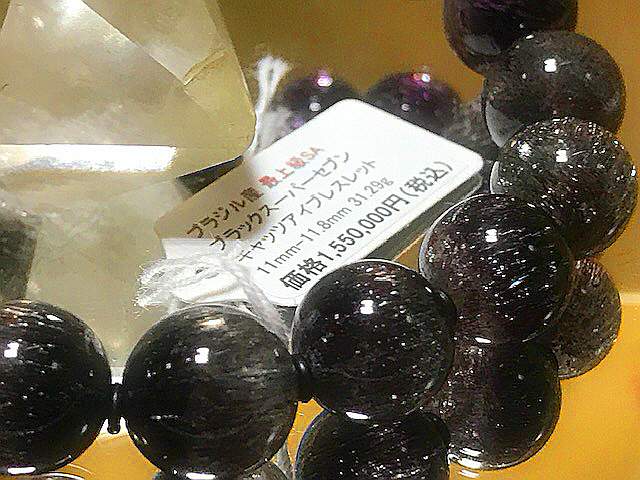 ブラジル産 最上級SA
ブラックスーパーセブン
キャッツアイブレスレット
11mm-11.8mm 31.29g
価格1,550,000円(税込)